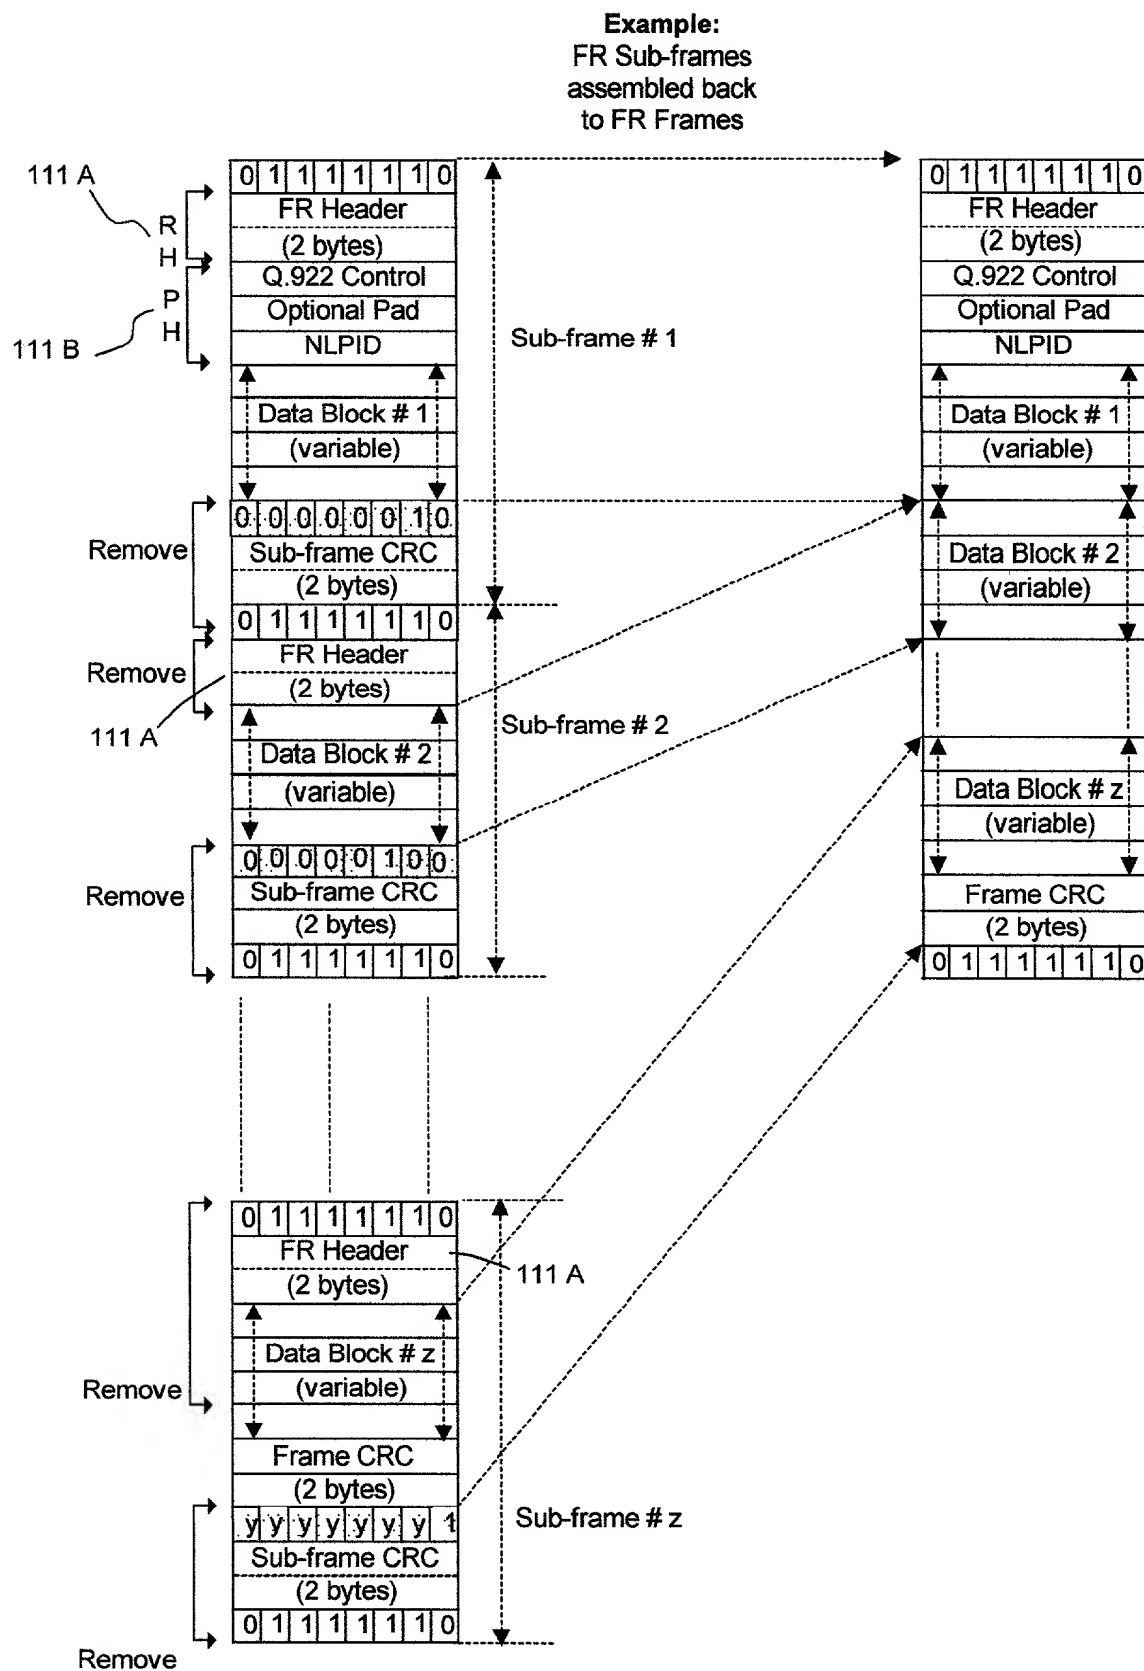 Example:
FR Sub-frames
assembled back
to FR Frames
111 A
R
H
P
H
111 B
0 1 1 1 1 1 1 0
FR Header
(2 bytes)
Q.922 Control
Optional Pad
NLPID
Data Block # 1
(variable)
0 0 0 0 0 0 1 0
Sub-frame CRC
(2 bytes)
0 1 1 1 1 1 1 0
FR Header
(2 bytes)
Data Block # 2
(variable)
0 0 0 0 0 1 0 0
Sub-frame CRC
(2 bytes)
0 1 1 1 1 1 1 0
Remove
Remove
111 A
Remove
Sub-frame # 1
Sub-frame # 2
0 1 1 1 1 1 1 0
FR Header
(2 bytes)
Data Block # z
(variable)
Frame CRC
(2 bytes)
y y y y y y y 1
Sub-frame CRC
(2 bytes)
0 1 1 1 1 1 1 0
Remove
Remove
111 A
Sub-frame # z
0 1 1 1 1 1 1 0
FR Header
(2 bytes)
Q.922 Control
Optional Pad
NLPID
Data Block # 1
(variable)
Data Block # 2
(variable)
Data Block # z
(variable)
Frame CRC
(2 bytes)
0 1 1 1 1 1 1 0